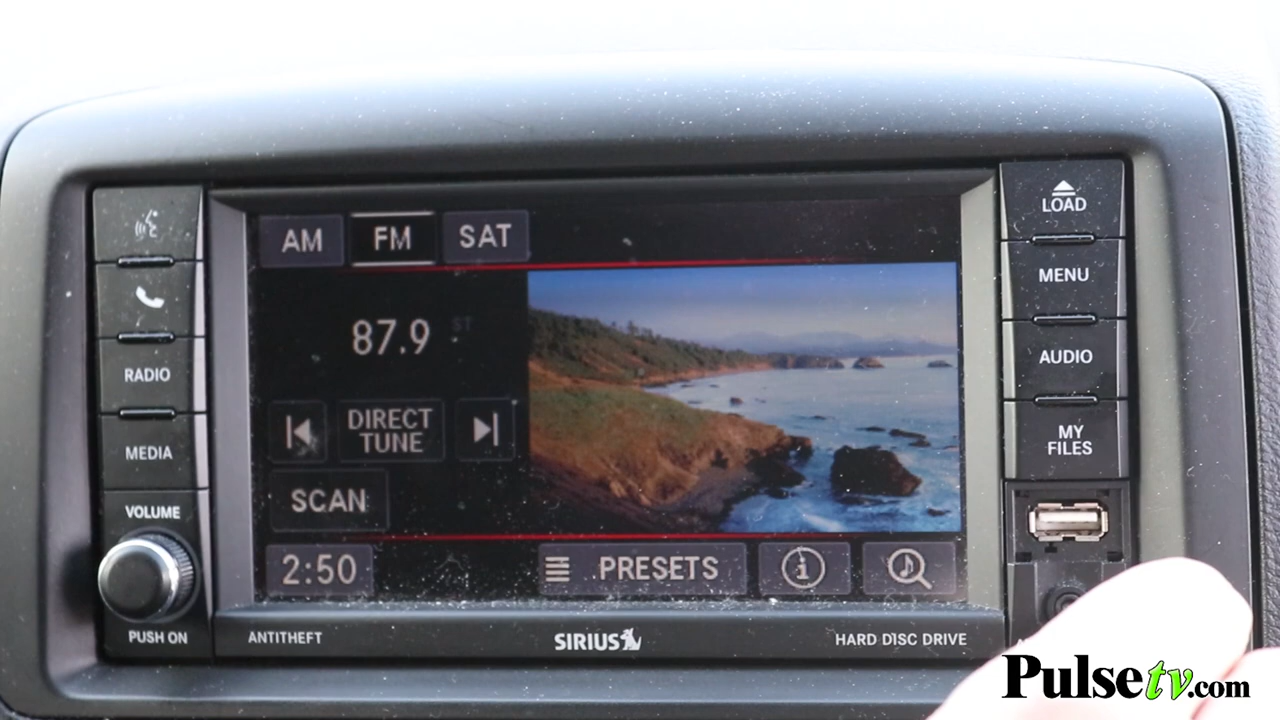 AM FM SAT
87.9 ST
DIRECT
TUNE
SCAN
2:50 PRESETS i
RADIO
MEDIA
VOLUME
PUSH ON
ANTITHEFT
SIRIUS
HARD DISC DRIVE
LOAD
MENU
AUDIO
MY
FILES
Pulsetv.com